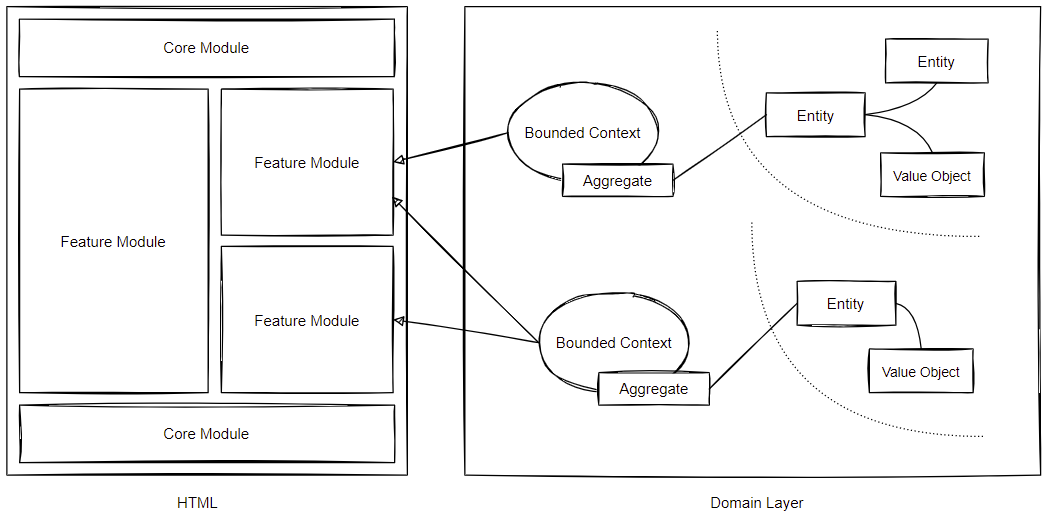 Core Module
Feature Module
Feature Module
Feature Module
Core Module
HTML
Bounded Context
Aggregate
Entity
Entity
Value Object
Bounded Context
Aggregate
Entity
Value Object
Domain Layer